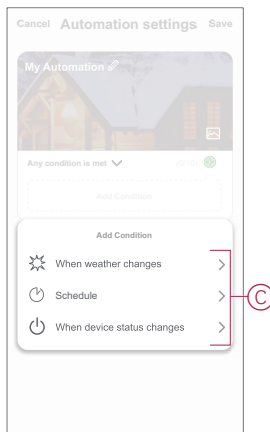 Cancel Automation settings Save
My Automation
Any condition is met
Add Condition
Add Condition
When weather changes
Schedule
When device status changes
C